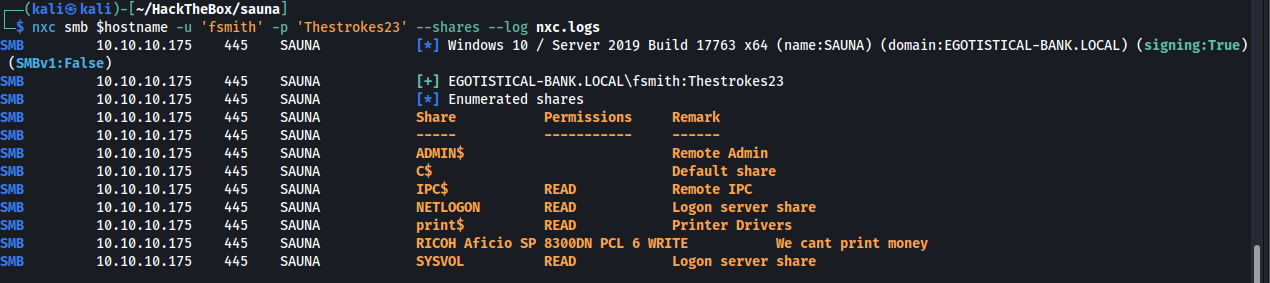 ┌──(kali㉿kali)-[~/HackTheBox/sauna]
└─$ nxc smb $hostname -u 'fsmith' -p 'Thestrokes23' --shares --log nxc.logs
SMB 10.10.10.175 445 SAUNA [*] Windows 10 / Server 2019 Build 17763 x64 (name:SAUNA) (domain:EGOTISTICAL-BANK.LOCAL) (signing:True)
(SMBv1:False)
SMB 10.10.10.175 445 SAUNA [+] EGOTISTICAL-BANK.LOCAL\fsmith:Thestrokes23
SMB 10.10.10.175 445 SAUNA [*] Enumerated shares
SMB 10.10.10.175 445 SAUNA Share Permissions Remark
SMB 10.10.10.175 445 SAUNA ----- ----------- ------
SMB 10.10.10.175 445 SAUNA ADMIN$ Remote Admin
SMB 10.10.10.175 445 SAUNA C$ Default share
SMB 10.10.10.175 445 SAUNA IPC$ READ Remote IPC
SMB 10.10.10.175 445 SAUNA NETLOGON READ Logon server share
SMB 10.10.10.175 445 SAUNA print$ READ Printer Drivers
SMB 10.10.10.175 445 SAUNA RICOH Aficio SP 8300DN PCL 6 WRITE We cant print money
SMB 10.10.10.175 445 SAUNA SYSVOL READ Logon server share